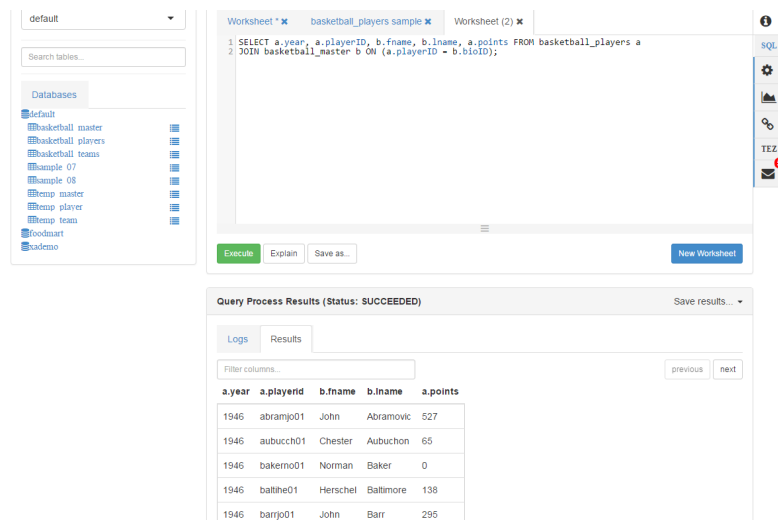 default
Search tables...
Databases
default
basketball_master
basketball_players
basketball_teams
sample_07
sample_08
temp_master
temp_player
temp_team
foodmart
xademo
Worksheet * ✖ basketball_players sample ✖ Worksheet (2) ✖
1 SELECT a.year, a.playerID, b.fname, b.lname, a.points FROM basketball_players a
2 JOIN basketball_master b ON (a.playerID = b.bioID);
Execute Explain Save as... New Worksheet
Query Process Results (Status: SUCCEEDED) Save results...
Logs Results
Filter columns... previous next
a.year a.playerid b.fname b.lname a.points
1946 abramjo01 John Abramovic 527
1946 aubucch01 Chester Aubuchon 65
1946 bakerno01 Norman Baker 0
1946 baltihe01 Herschel Baltimore 138
1946 barrjo01 John Barr 295
SQL
TEZ